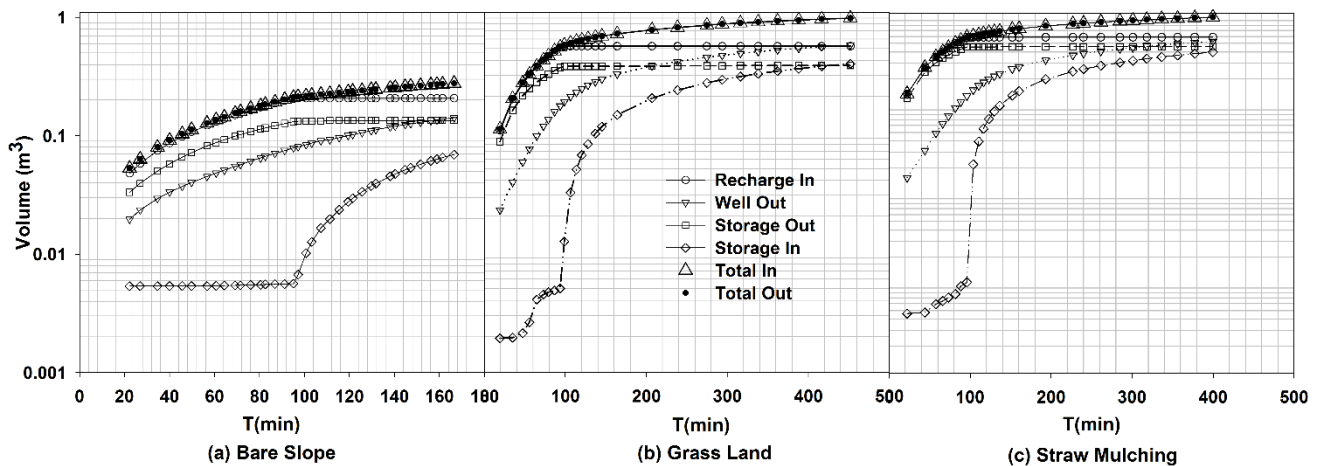 Volume (m³)
1
0.1
0.01
0.001
0 20 40 60 80 100 120 140 160 180
100 200 300 400 500
100 200 300 400 500
Recharge In
Well Out
Storage Out
Storage In
Total In
Total Out
T(min) T(min) T(min)
(a) Bare Slope (b) Grass Land (c) Straw Mulching